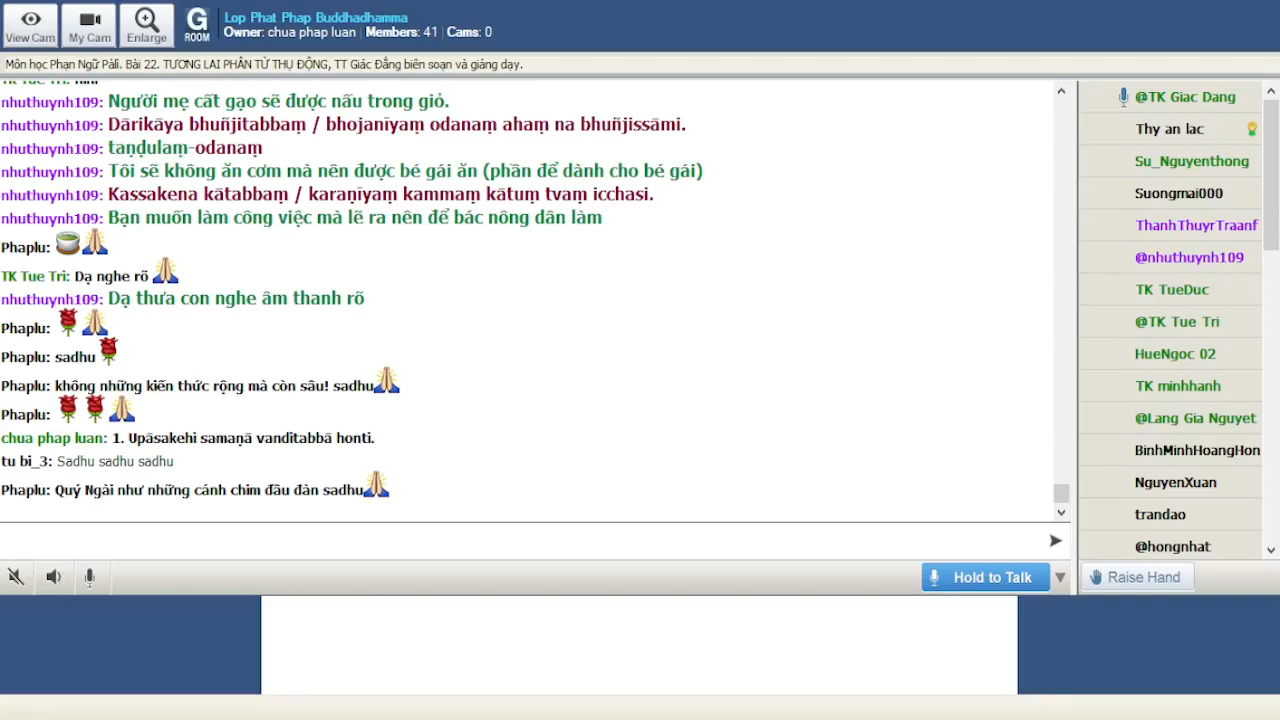 View Cam
My Cam
Enlarge
G
ROOM
Lop Phat Phap Buddhadhamma
Owner: chua phap luan | Members: 41 | Cams: 0
Môn học Phạn Ngữ Pāli. Bài 22. TƯƠNG LAI PHÂN TỪ THỤ ĐỘNG, TT Giác Đẳng biên soạn và giảng dạy.
nhuthuynh109: Người mẹ cất gạo sẽ được nấu trong giỏ.
nhuthuynh109: Dārikāya bhuñjitabbaṃ / bhojanīyaṃ odanaṃ ahaṃ na bhuñjissāmi.
nhuthuynh109: taṇḍulaṃ-odanaṃ
nhuthuynh109: Tôi sẽ không ăn cơm mà nên được bé gái ăn (phần để dành cho bé gái)
nhuthuynh109: Kassakena kātabbaṃ / karaṇīyaṃ kammaṃ kātuṃ tvaṃ icchasi.
nhuthuynh109: Bạn muốn làm công việc mà lẽ ra nên để bác nông dân làm
Phaplu:
TK Tue Tri: Dạ nghe rõ
nhuthuynh109: Dạ thưa con nghe âm thanh rõ
Phaplu:
Phaplu: sadhu
Phaplu: không những kiến thức rộng mà còn sâu! sadhu
Phaplu:
chua phap luan: 1. Upāsakehi samaṇā vanditabbā honti.
tu bi_3: Sadhu sadhu sadhu
Phaplu: Quý Ngài như những cánh chim đầu đàn sadhu
Hold to Talk
@TK Giac Dang
Thy an lac
Su_Nguyenthong
Suongmai000
ThanhThuyrTraanf
@nhuthuynh109
TK TueDuc
@TK Tue Tri
HueNgoc 02
TK minhhanh
@Lang Gia Nguyet
BinhMinhHoangHon
NguyenXuan
trandao
@hongnhat
Raise Hand